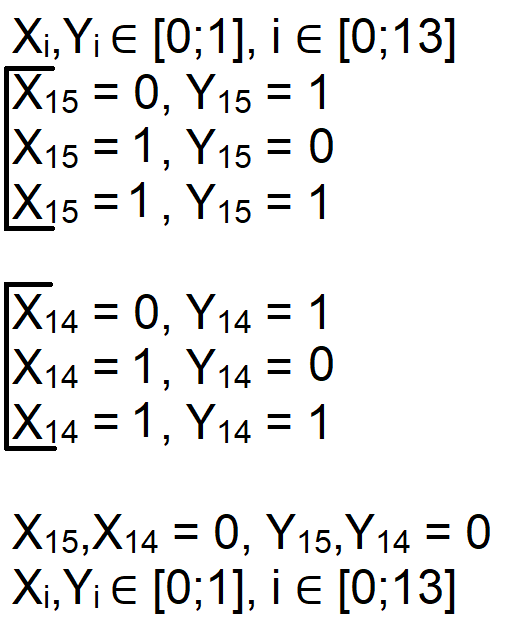 Xᵢ,Yᵢ ∈ [0;1], i ∈ [0;13]
X₁₅ = 0, Y₁₅ = 1
X₁₅ = 1, Y₁₅ = 0
X₁₅ = 1, Y₁₅ = 1
X₁₄ = 0, Y₁₄ = 1
X₁₄ = 1, Y₁₄ = 0
X₁₄ = 1, Y₁₄ = 1
X₁₅,X₁₄ = 0, Y₁₅,Y₁₄ = 0
Xᵢ,Yᵢ ∈ [0;1], i ∈ [0;13]